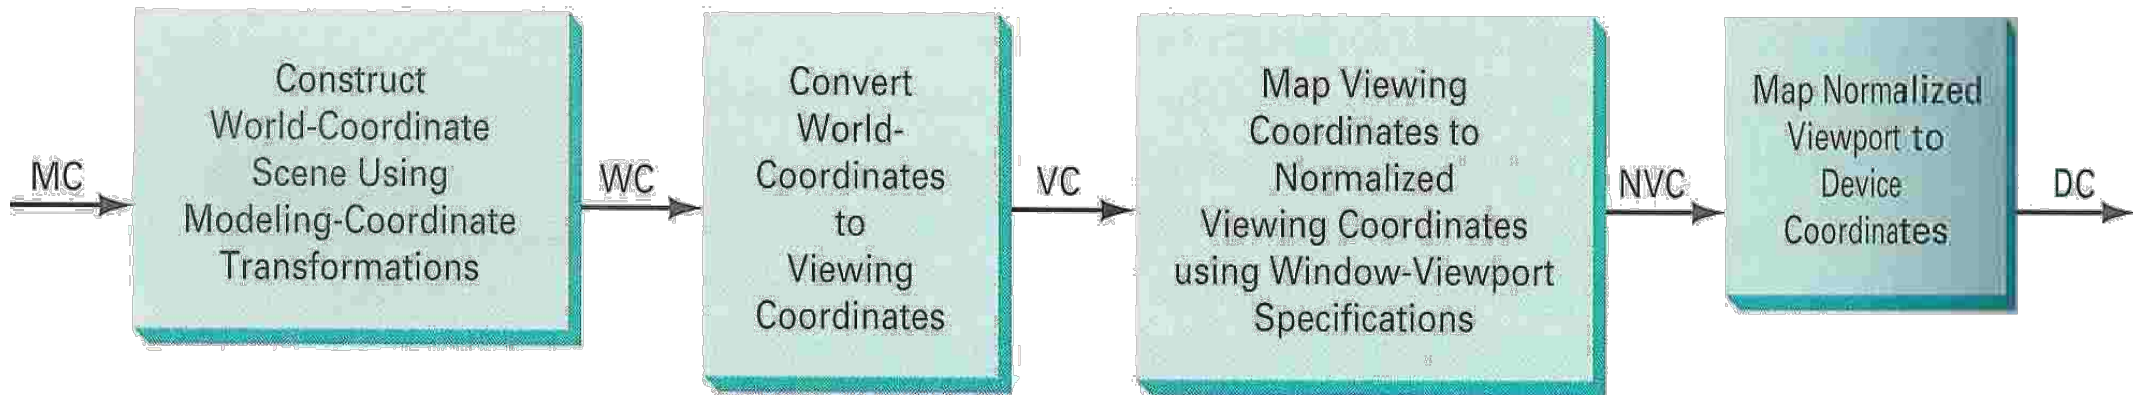 MC
Construct
World-Coordinate
Scene Using
Modeling-Coordinate
Transformations
WC
Convert
World-
Coordinates
to
Viewing
Coordinates
VC
Map Viewing
Coordinates to
Normalized
Viewing Coordinates
using Window-Viewport
Specifications
NVC
Map Normalized
Viewport to
Device
Coordinates
DC